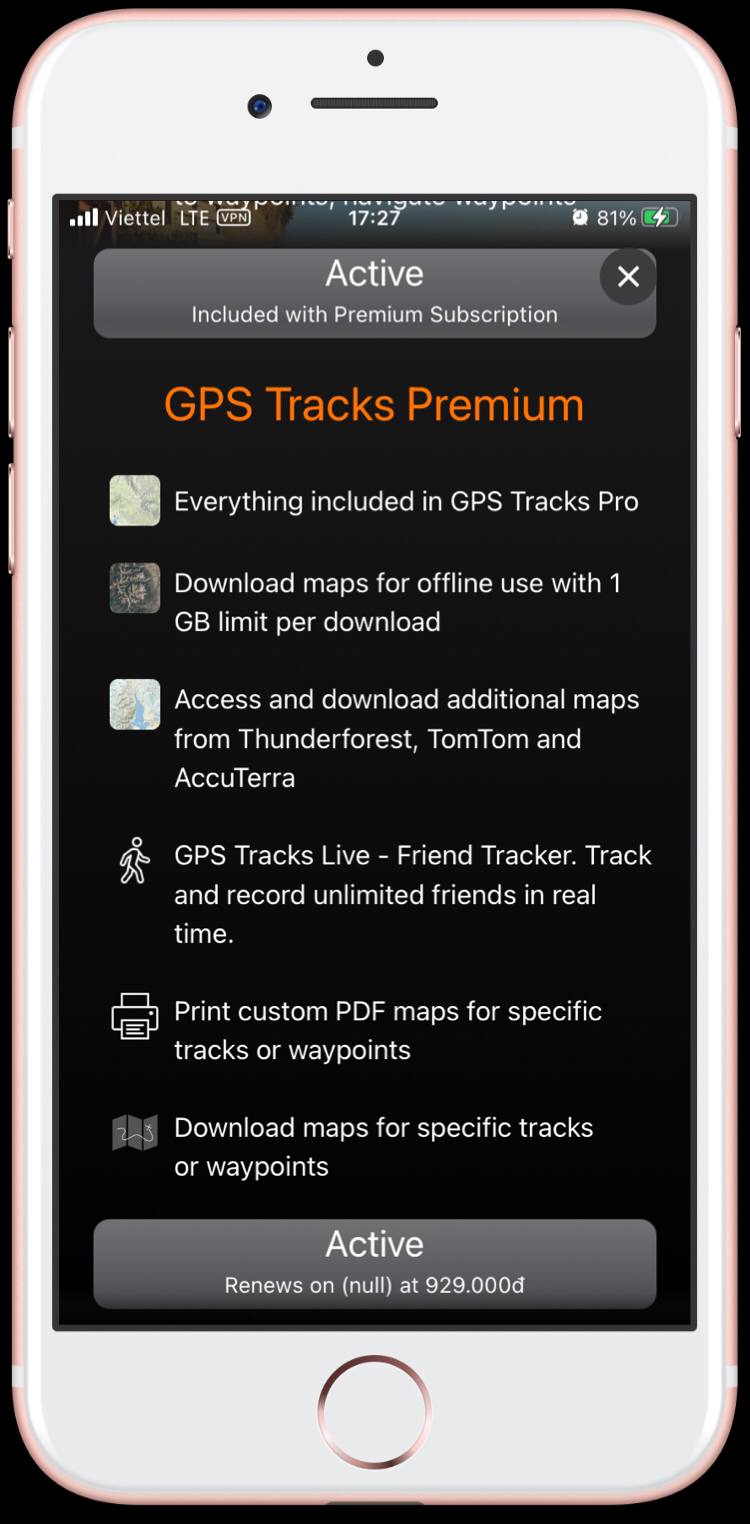 to waypoints, navigate waypoints
Viettel LTE VPN 17:27 81%
Active
Included with Premium Subscription
GPS Tracks Premium
Everything included in GPS Tracks Pro
Download maps for offline use with 1
GB limit per download
Access and download additional maps
from Thunderforest, TomTom and
AccuTerra
GPS Tracks Live - Friend Tracker. Track
and record unlimited friends in real
time.
Print custom PDF maps for specific
tracks or waypoints
Download maps for specific tracks
or waypoints
Active
Renews on (null) at 929.000đ